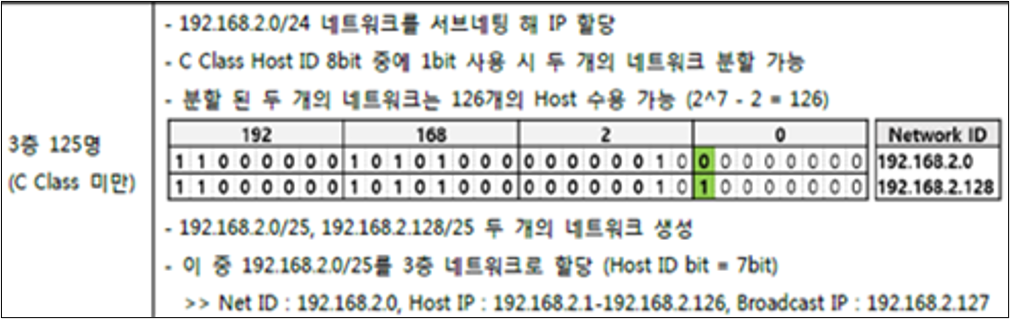 - 192.168.2.0/24 네트워크를 서브네팅 해 IP 할당
- C Class Host ID 8bit 중에 1bit 사용 시 두 개의 네트워크 분할 가능
- 분할 된 두 개의 네트워크는 126개의 Host 수용 가능 (2^7 - 2 = 126)
3층 125명
(C Class 미만)
192 168 2 0 Network ID
1 1 0 0 0 0 0 0 1 0 1 0 1 0 0 0 0 0 0 0 0 0 1 0 0 0 0 0 0 0 0 0 192.168.2.0
1 1 0 0 0 0 0 0 1 0 1 0 1 0 0 0 0 0 0 0 0 0 1 0 1 0 0 0 0 0 0 0 192.168.2.128
- 192.168.2.0/25, 192.168.2.128/25 두 개의 네트워크 생성
- 이 중 192.168.2.0/25를 3층 네트워크로 할당 (Host ID bit = 7bit)
>> Net ID : 192.168.2.0, Host IP : 192.168.2.1-192.168.2.126, Broadcast IP : 192.168.2.127